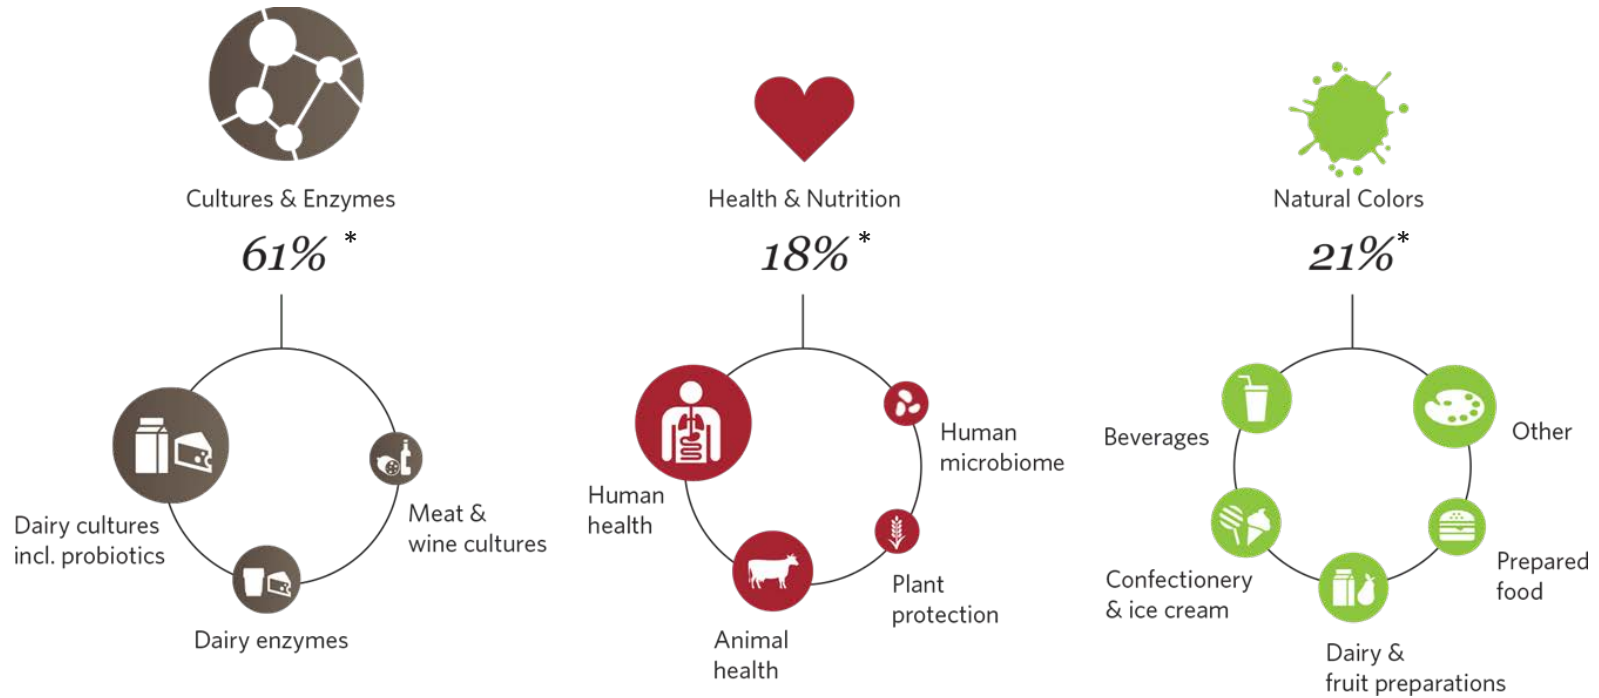 Cultures & Enzymes
61% *
Dairy cultures
incl. probiotics
Meat &
wine cultures
Dairy enzymes
Health & Nutrition
18% *
Human
health
Human
microbiome
Plant
protection
Animal
health
Natural Colors
21%*
Beverages
Other
Confectionery
& ice cream
Prepared
food
Dairy &
fruit preparations